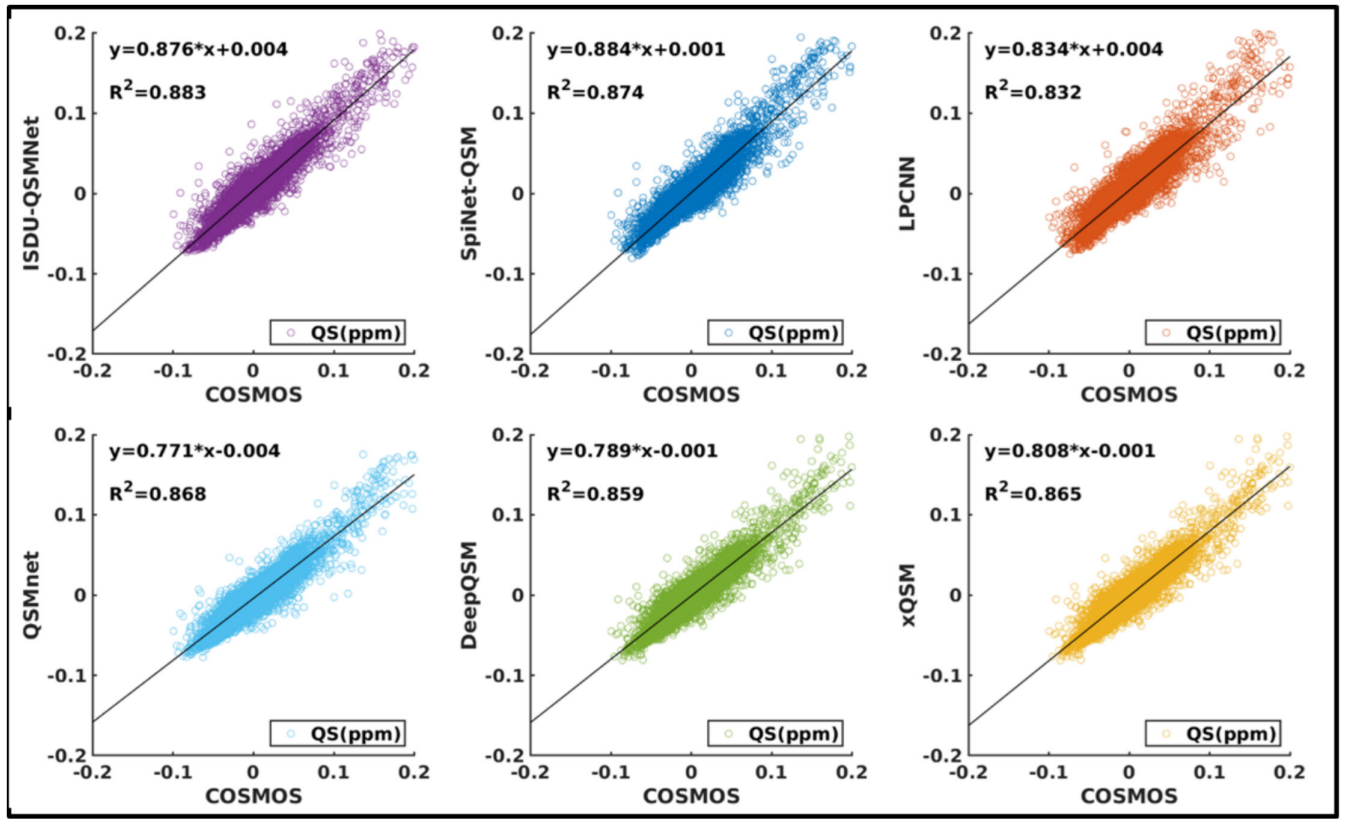 0.2
y=0.876*x+0.004
R²=0.883
0.1
0
-0.1
-0.2
ISDU-QSMNet
QS(ppm)
-0.2 -0.1 0 0.1 0.2
COSMOS
0.2
y=0.884*x+0.001
R²=0.874
0.1
0
-0.1
-0.2
SpiNet-QSM
QS(ppm)
-0.2 -0.1 0 0.1 0.2
COSMOS
0.2
y=0.834*x+0.004
R²=0.832
0.1
0
-0.1
-0.2
LPCNN
QS(ppm)
-0.2 -0.1 0 0.1 0.2
COSMOS
0.2
y=0.771*x-0.004
R²=0.868
0.1
0
-0.1
-0.2
QSMnet
QS(ppm)
-0.2 -0.1 0 0.1 0.2
COSMOS
0.2
y=0.789*x-0.001
R²=0.859
0.1
0
-0.1
-0.2
DeepQSM
QS(ppm)
-0.2 -0.1 0 0.1 0.2
COSMOS
0.2
y=0.808*x-0.001
R²=0.865
0.1
0
-0.1
-0.2
xQSM
QS(ppm)
-0.2 -0.1 0 0.1 0.2
COSMOS